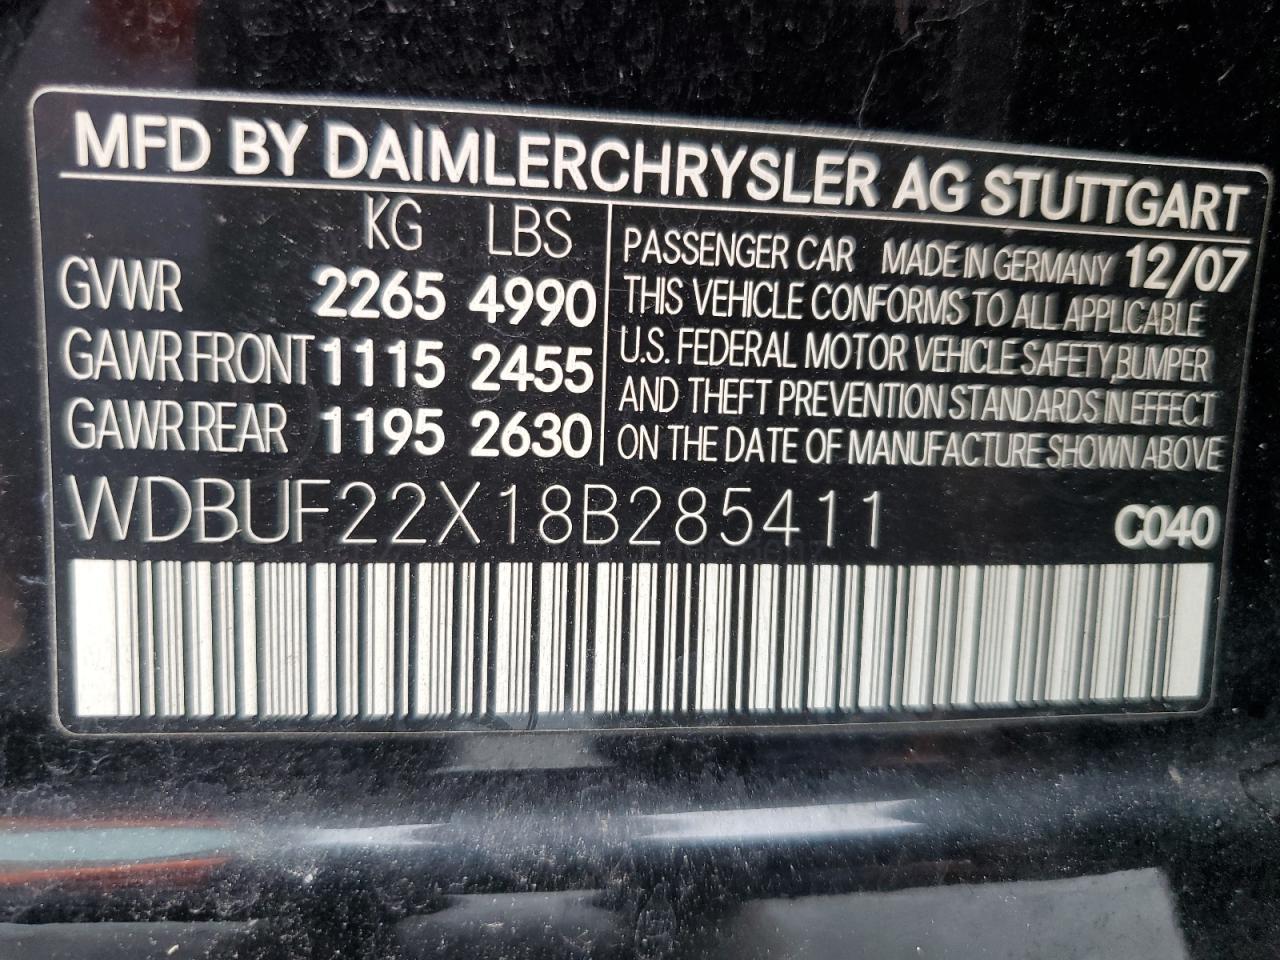 MFD BY DAIMLERCHRYSLER AG STUTTGART
KG LBS
GVWR 2265 4990
GAWR FRONT 1115 2455
GAWR REAR 1195 2630
PASSENGER CAR MADE IN GERMANY 12/07
THIS VEHICLE CONFORMS TO ALL APPLICABLE
U.S. FEDERAL MOTOR VEHICLE SAFETY,BUMPER
AND THEFT PREVENTION STANDARDS IN EFFECT
ON THE DATE OF MANUFACTURE SHOWN ABOVE
WDBUF22X18B285411 C040